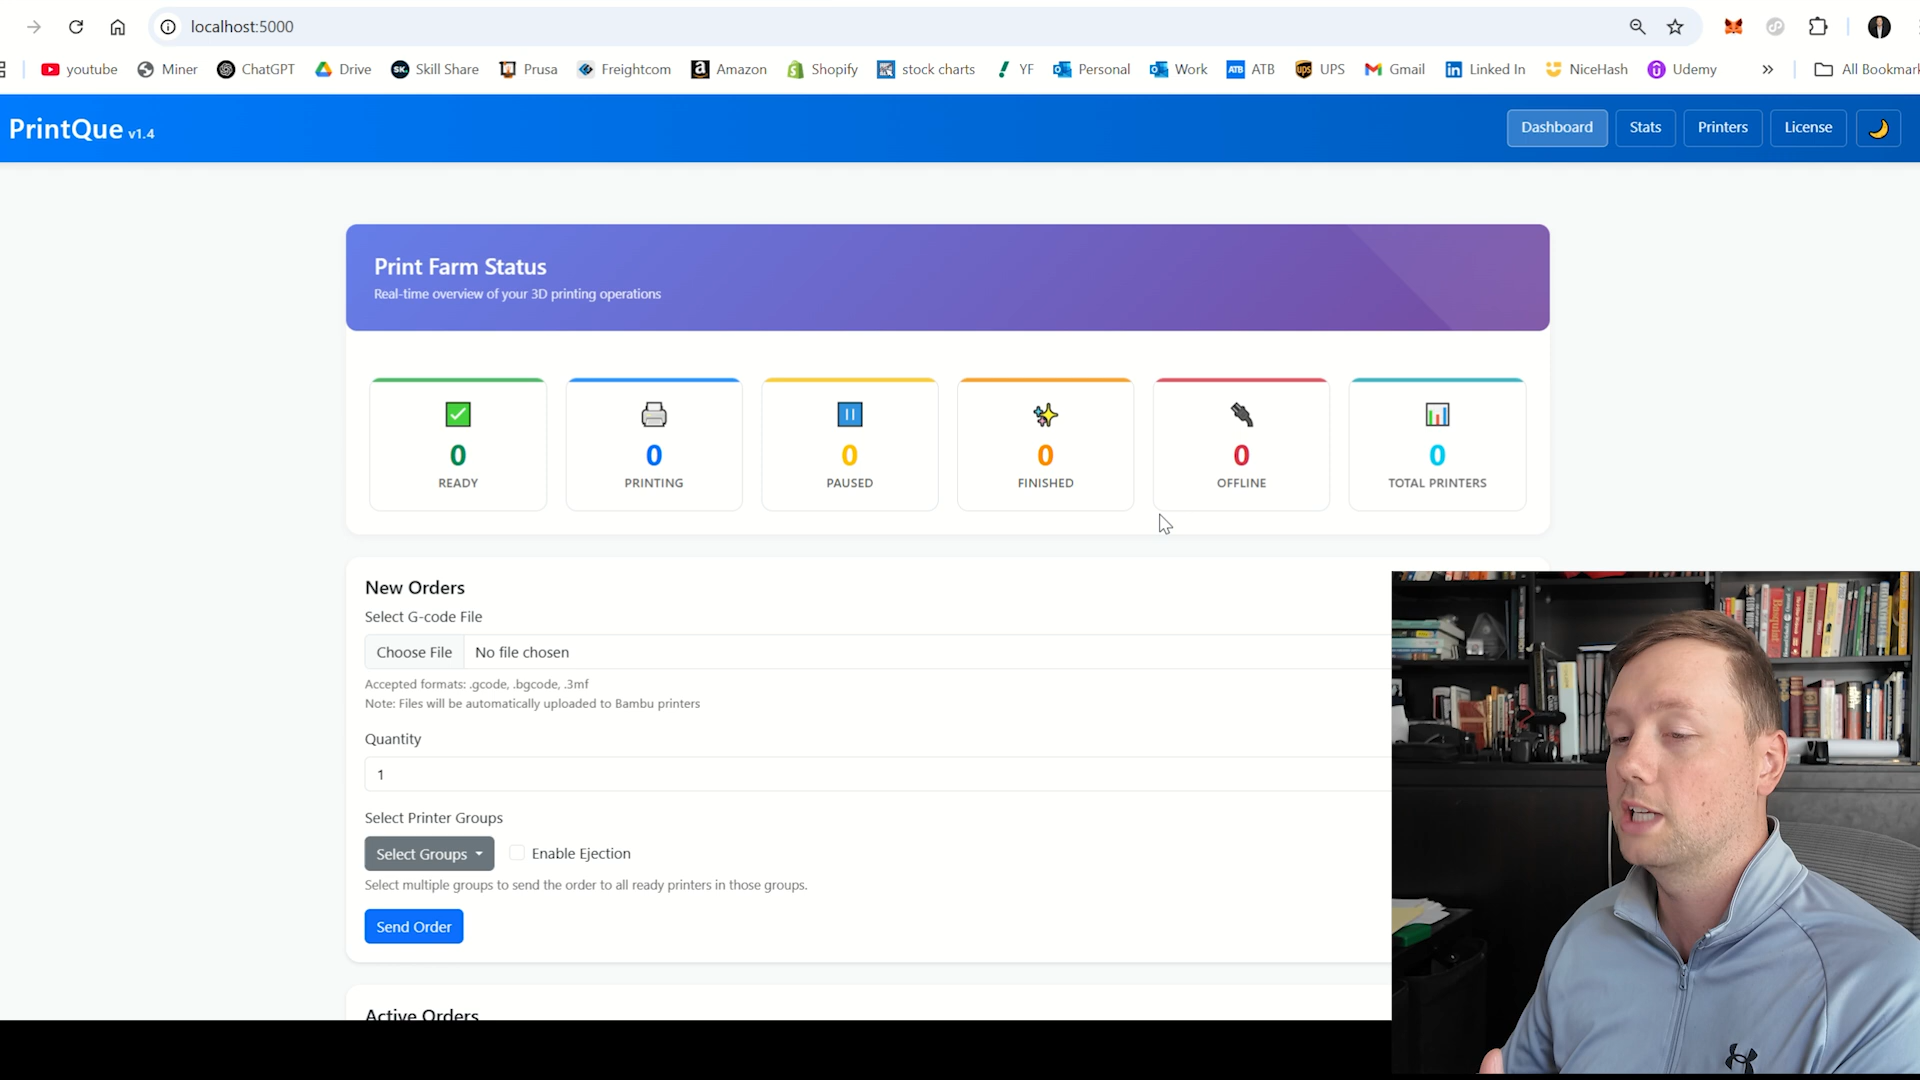 localhost:5000
youtube Miner ChatGPT Drive Skill Share Prusa Freightcom Amazon Shopify stock charts YF Personal Work ATB UPS Gmail Linked In NiceHash Udemy » All Bookmark
PrintQue v1.4
Dashboard Stats Printers License
Print Farm Status
Real-time overview of your 3D printing operations
0 0 0 0 0 0
READY PRINTING PAUSED FINISHED OFFLINE TOTAL PRINTERS
New Orders
Select G-code File
Choose File No file chosen
Accepted formats: .gcode, .bgcode, .3mf
Note: Files will be automatically uploaded to Bambu printers
Quantity
1
Select Printer Groups
Select Groups Enable Ejection
Select multiple groups to send the order to all ready printers in those groups.
Send Order
Active Orders